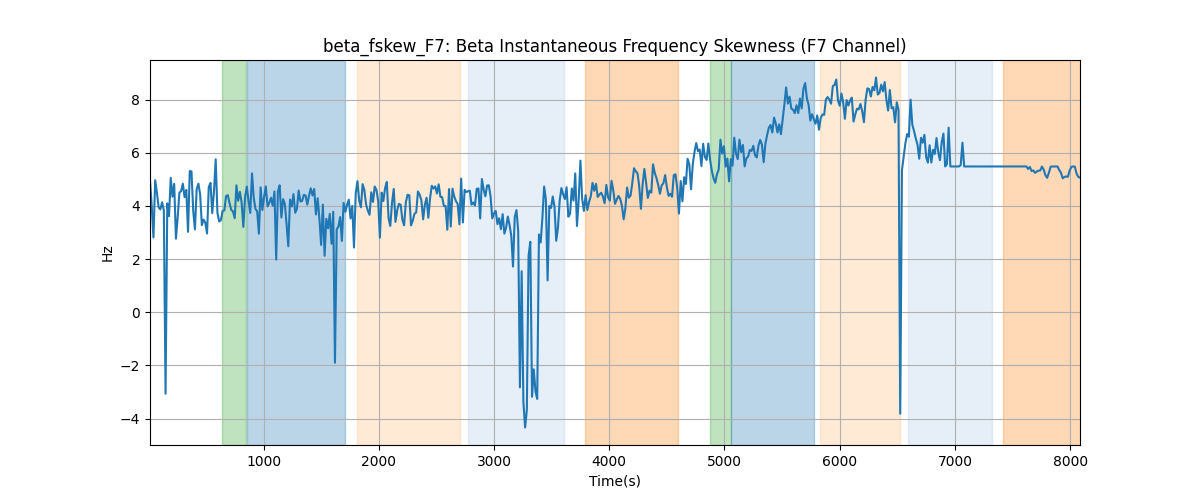 beta_fskew_F7: Beta Instantaneous Frequency Skewness (F7 Channel)
8
6
4
2
0
−2
−4
Hz
1000 2000 3000 4000 5000 6000 7000 8000
Time(s)